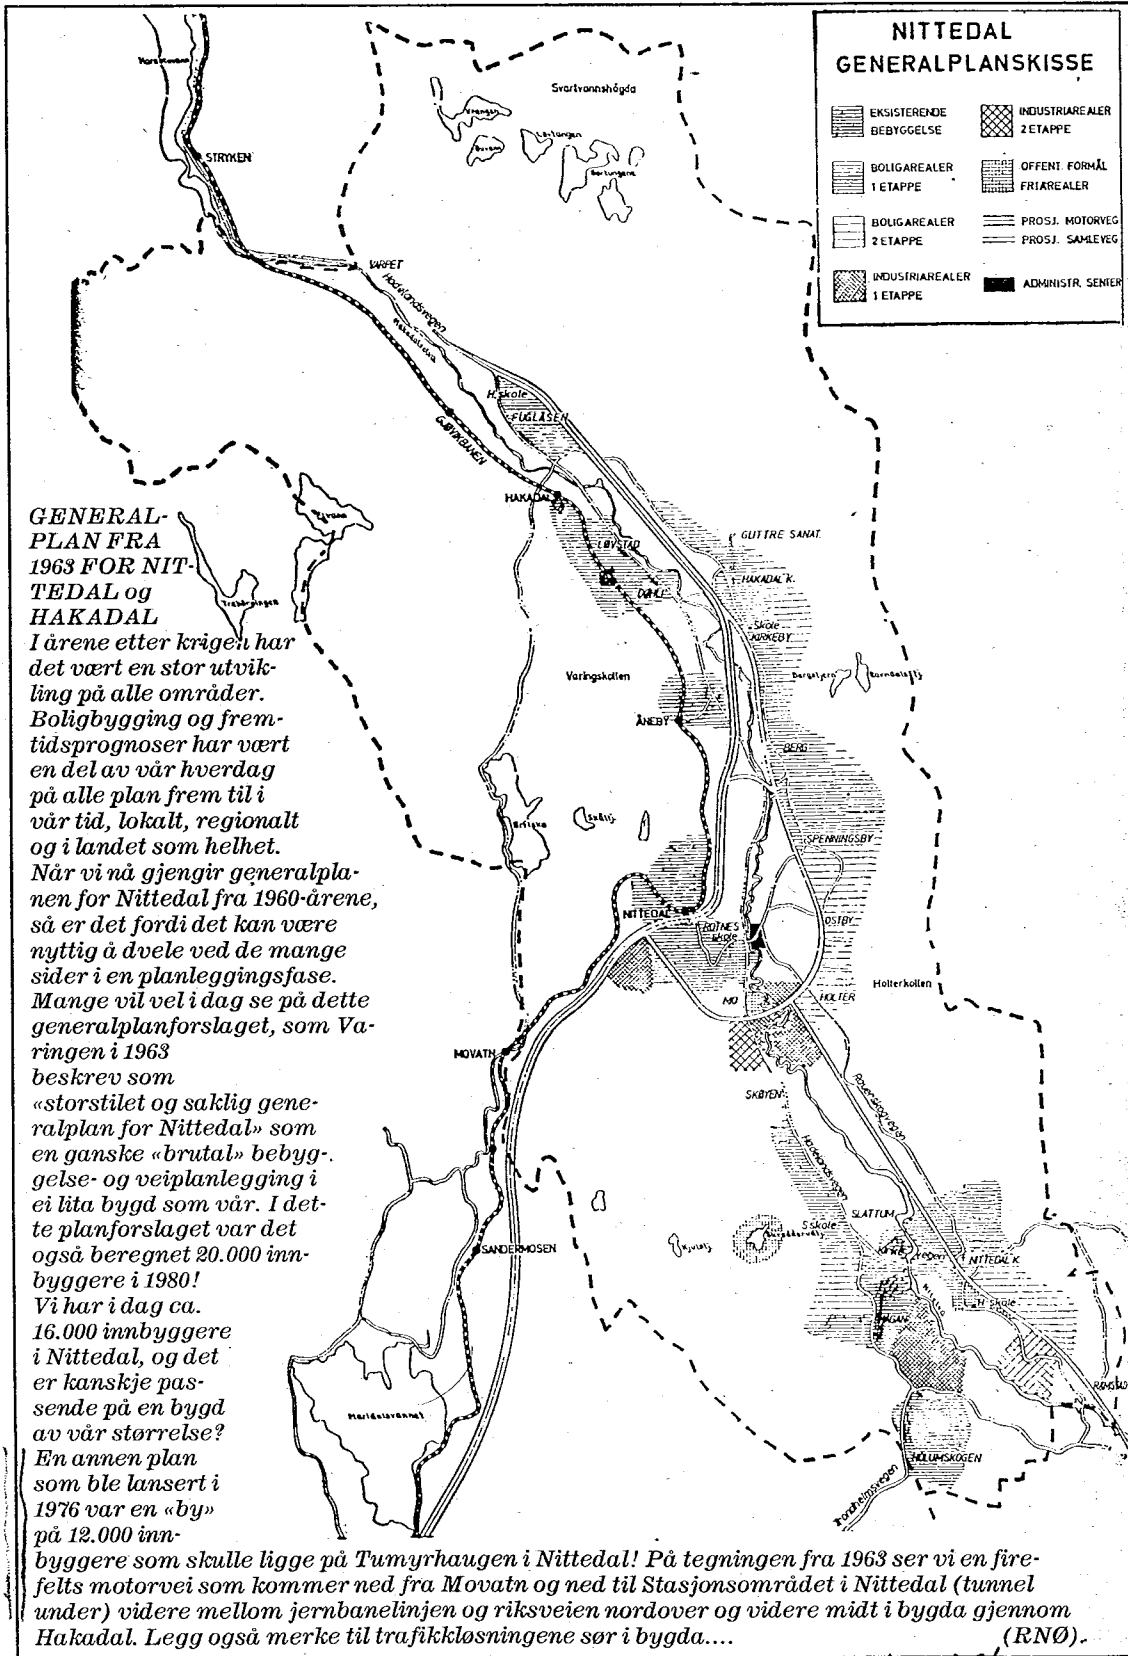 NITTEDAL
GENERALPLANSKISSE
EKSISTERENDE
BEBYGGELSE
BOLIGAREALER
1 ETAPPE
BOLIGAREALER
2 ETAPPE
INDUSTRIAREALER
1 ETAPPE
INDUSTRIAREALER
2 ETAPPE
OFFENT. FORMÅL
FRIAREALER
PROSJ. MOTORVEG
PROSJ. SAMLEVEG
ADMINISTR. SENTER
Svartvannshögda
STRYKEN
VARPET
Hadelandsvegen
H. skole
FUGLÅSEN
GJØVIKBANEN
HAKADAL
LØVSTAD
DØHLI
GLITTRE SANAT.
HAKADAL K.
Skole
KIRKEBY
Varingskollen
ÅNEBY
BERG
SPENNINGSBY
NITTEDAL
ROTNES
skole
ØSTBY
MO
HOLTER
Holterkollen
MOVATN
SKØYEN
Hadelandsvegen
SLATTUM
S.skole
NITTEDAL K.
H. skole
HAGAN
SANDERMOSEN
Maridalsvannet
RAMSTAD
HOLUMSKOGEN
Trondheimsvegen
GENERAL-
PLAN FRA
1963 FOR NIT-
TEDAL og
HAKADAL
I årene etter krigen har
det vært en stor utvik-
ling på alle områder.
Boligbygging og frem-
tidsprognoser har vært
en del av vår hverdag
på alle plan frem til i
vår tid, lokalt, regionalt
og i landet som helhet.
Når vi nå gjengir generalpla-
nen for Nittedal fra 1960-årene,
så er det fordi det kan være
nyttig å dvele ved de mange
sider i en planleggingsfase.
Mange vil vel i dag se på dette
generalplanforslaget, som Va-
ringen i 1963
beskrev som
«storstilet og saklig gene-
ralplan for Nittedal» som
en ganske «brutal» bebyg-
gelse- og veiplanlegging i
ei lita bygd som vår. I det-
te planforslaget var det
også beregnet 20.000 inn-
byggere i 1980!
Vi har i dag ca.
16.000 innbyggere
i Nittedal, og det
er kanskje pas-
sende på en bygd
av vår størrelse?
En annen plan
som ble lansert i
1976 var en «by»
på 12.000 inn-
byggere som skulle ligge på Tumyrhaugen i Nittedal! På tegningen fra 1963 ser vi en fire-
felts motorvei som kommer ned fra Movatn og ned til Stasjonsområdet i Nittedal (tunnel
under) videre mellom jernbanelinjen og riksveien nordover og videre midt i bygda gjennom
Hakadal. Legg også merke til trafikkløsningene sør i bygda.... (RNØ).